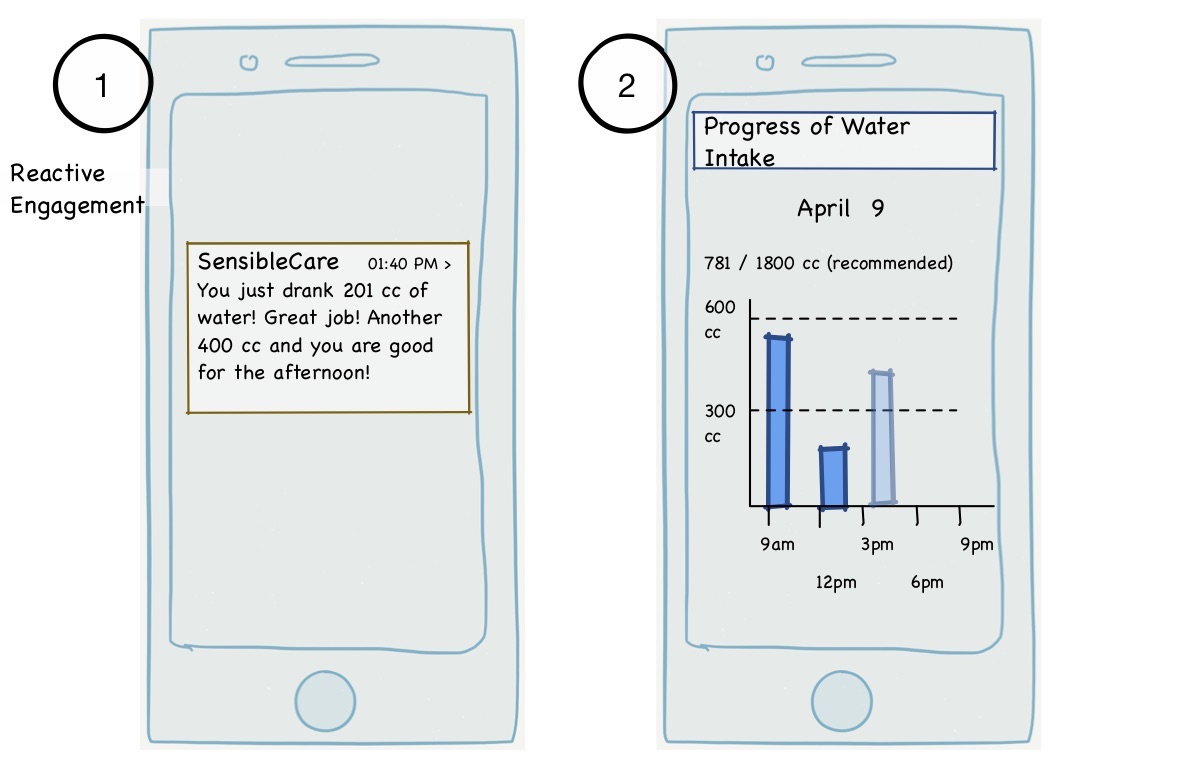 1
Reactive
Engagement
SensibleCare 01:40 PM >
You just drank 201 cc of
water! Great job! Another
400 cc and you are good
for the afternoon!
2
Progress of Water
Intake
April 9
781 / 1800 cc (recommended)
600
cc
300
cc
9am 3pm 9pm
12pm 6pm